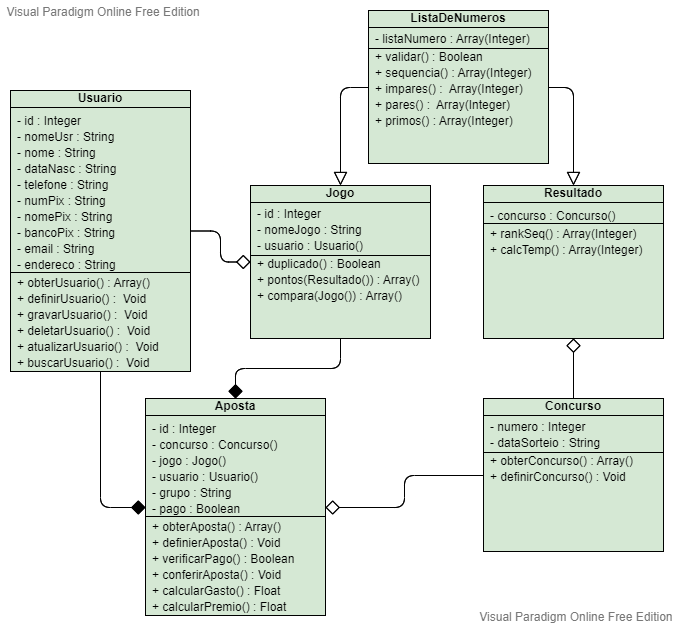 Visual Paradigm Online Free Edition
ListaDeNumeros
- listaNumero : Array(Integer)
+ validar() : Boolean
+ sequencia() : Array(Integer)
+ impares() :  Array(Integer)
+ pares() :  Array(Integer)
+ primos() : Array(Integer)
Usuario
- id : Integer
- nomeUsr : String
- nome : String
- dataNasc : String
- telefone : String
- numPix : String
- nomePix : String
- bancoPix : String
- email : String
- endereco : String
+ obterUsuario() : Array()
+ definirUsuario() :  Void
+ gravarUsuario() :  Void
+ deletarUsuario() :  Void
+ atualizarUsuario() :  Void
+ buscarUsuario() :  Void
Jogo
- id : Integer
- nomeJogo : String
- usuario : Usuario()
+ duplicado() : Boolean
+ pontos(Resultado()) : Array()
+ compara(Jogo()) : Array()
Resultado
- concurso : Concurso()
+ rankSeq() : Array(Integer)
+ calcTemp() : Array(Integer)
Aposta
- id : Integer
- concurso : Concurso()
- jogo : Jogo()
- usuario : Usuario()
- grupo : String
- pago : Boolean
+ obterAposta() : Array()
+ definierAposta() : Void
+ verificarPago() : Boolean
+ conferirAposta() : Void
+ calcularGasto() : Float
+ calcularPremio() : Float
Concurso
- numero : Integer
- dataSorteio : String
+ obterConcurso() : Array()
+ definirConcurso() : Void
Visual Paradigm Online Free Edition